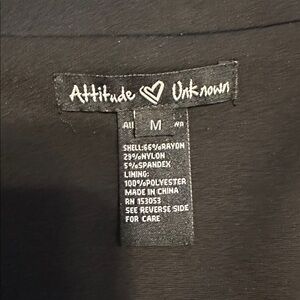 Attitude ♡ Unknown
M
SHELL:66%RAYON
29%NYLON
5%SPANDEX
LINING:
100%POLYESTER
MADE IN CHINA
RN 153053
SEE REVERSE SIDE
FOR CARE